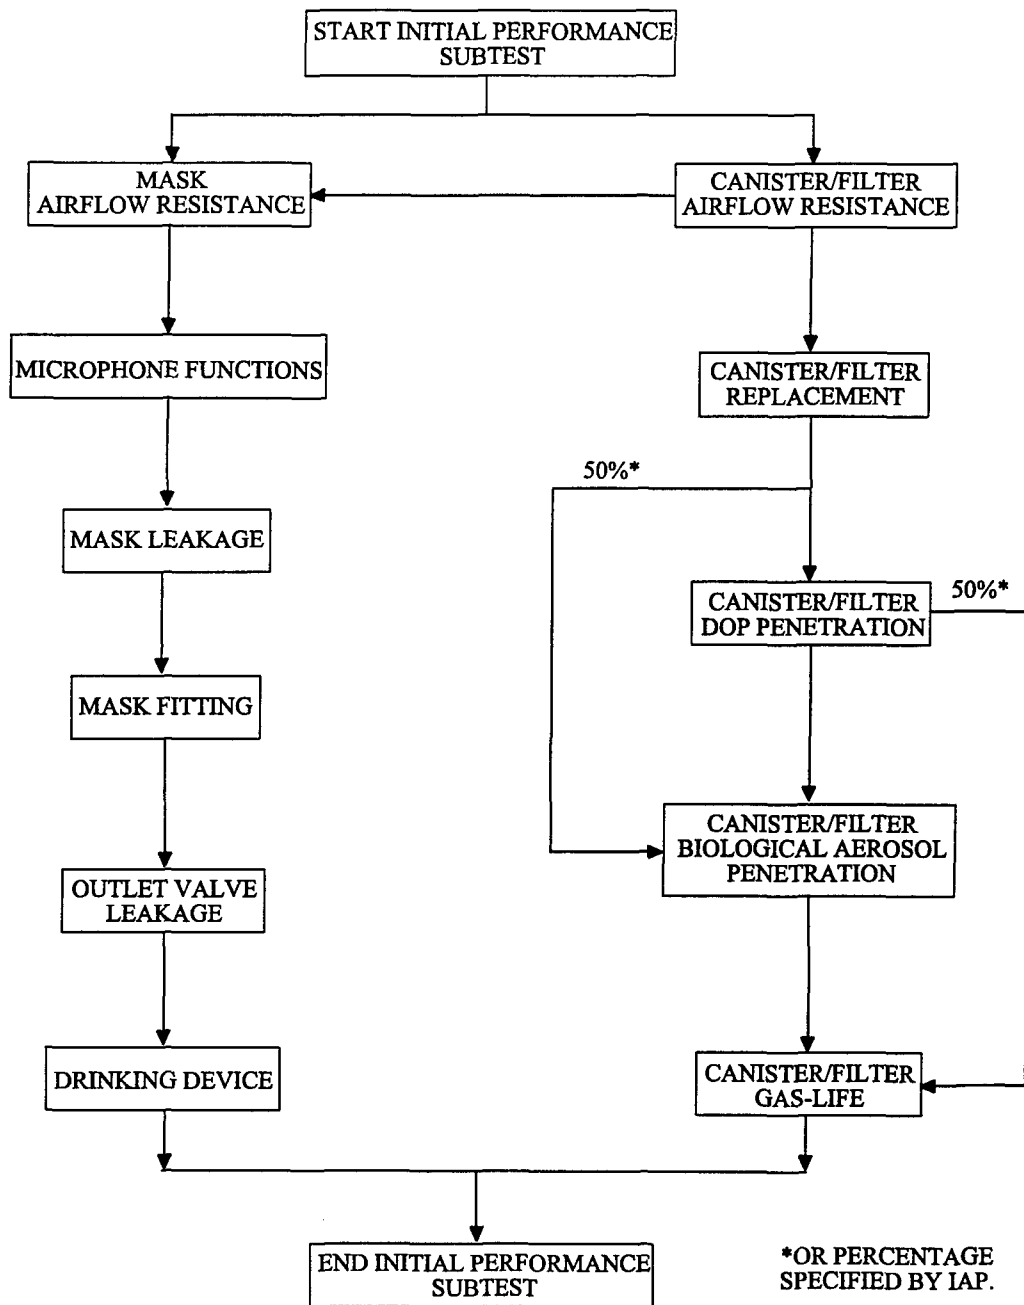 START INITIAL PERFORMANCE
SUBTEST
MASK
AIRFLOW RESISTANCE
CANISTER/FILTER
AIRFLOW RESISTANCE
MICROPHONE FUNCTIONS
CANISTER/FILTER
REPLACEMENT
50%*
MASK LEAKAGE
CANISTER/FILTER
DOP PENETRATION
50%*
MASK FITTING
CANISTER/FILTER
BIOLOGICAL AEROSOL
PENETRATION
OUTLET VALVE
LEAKAGE
DRINKING DEVICE
CANISTER/FILTER
GAS-LIFE
END INITIAL PERFORMANCE
SUBTEST
*OR PERCENTAGE
SPECIFIED BY IAP.